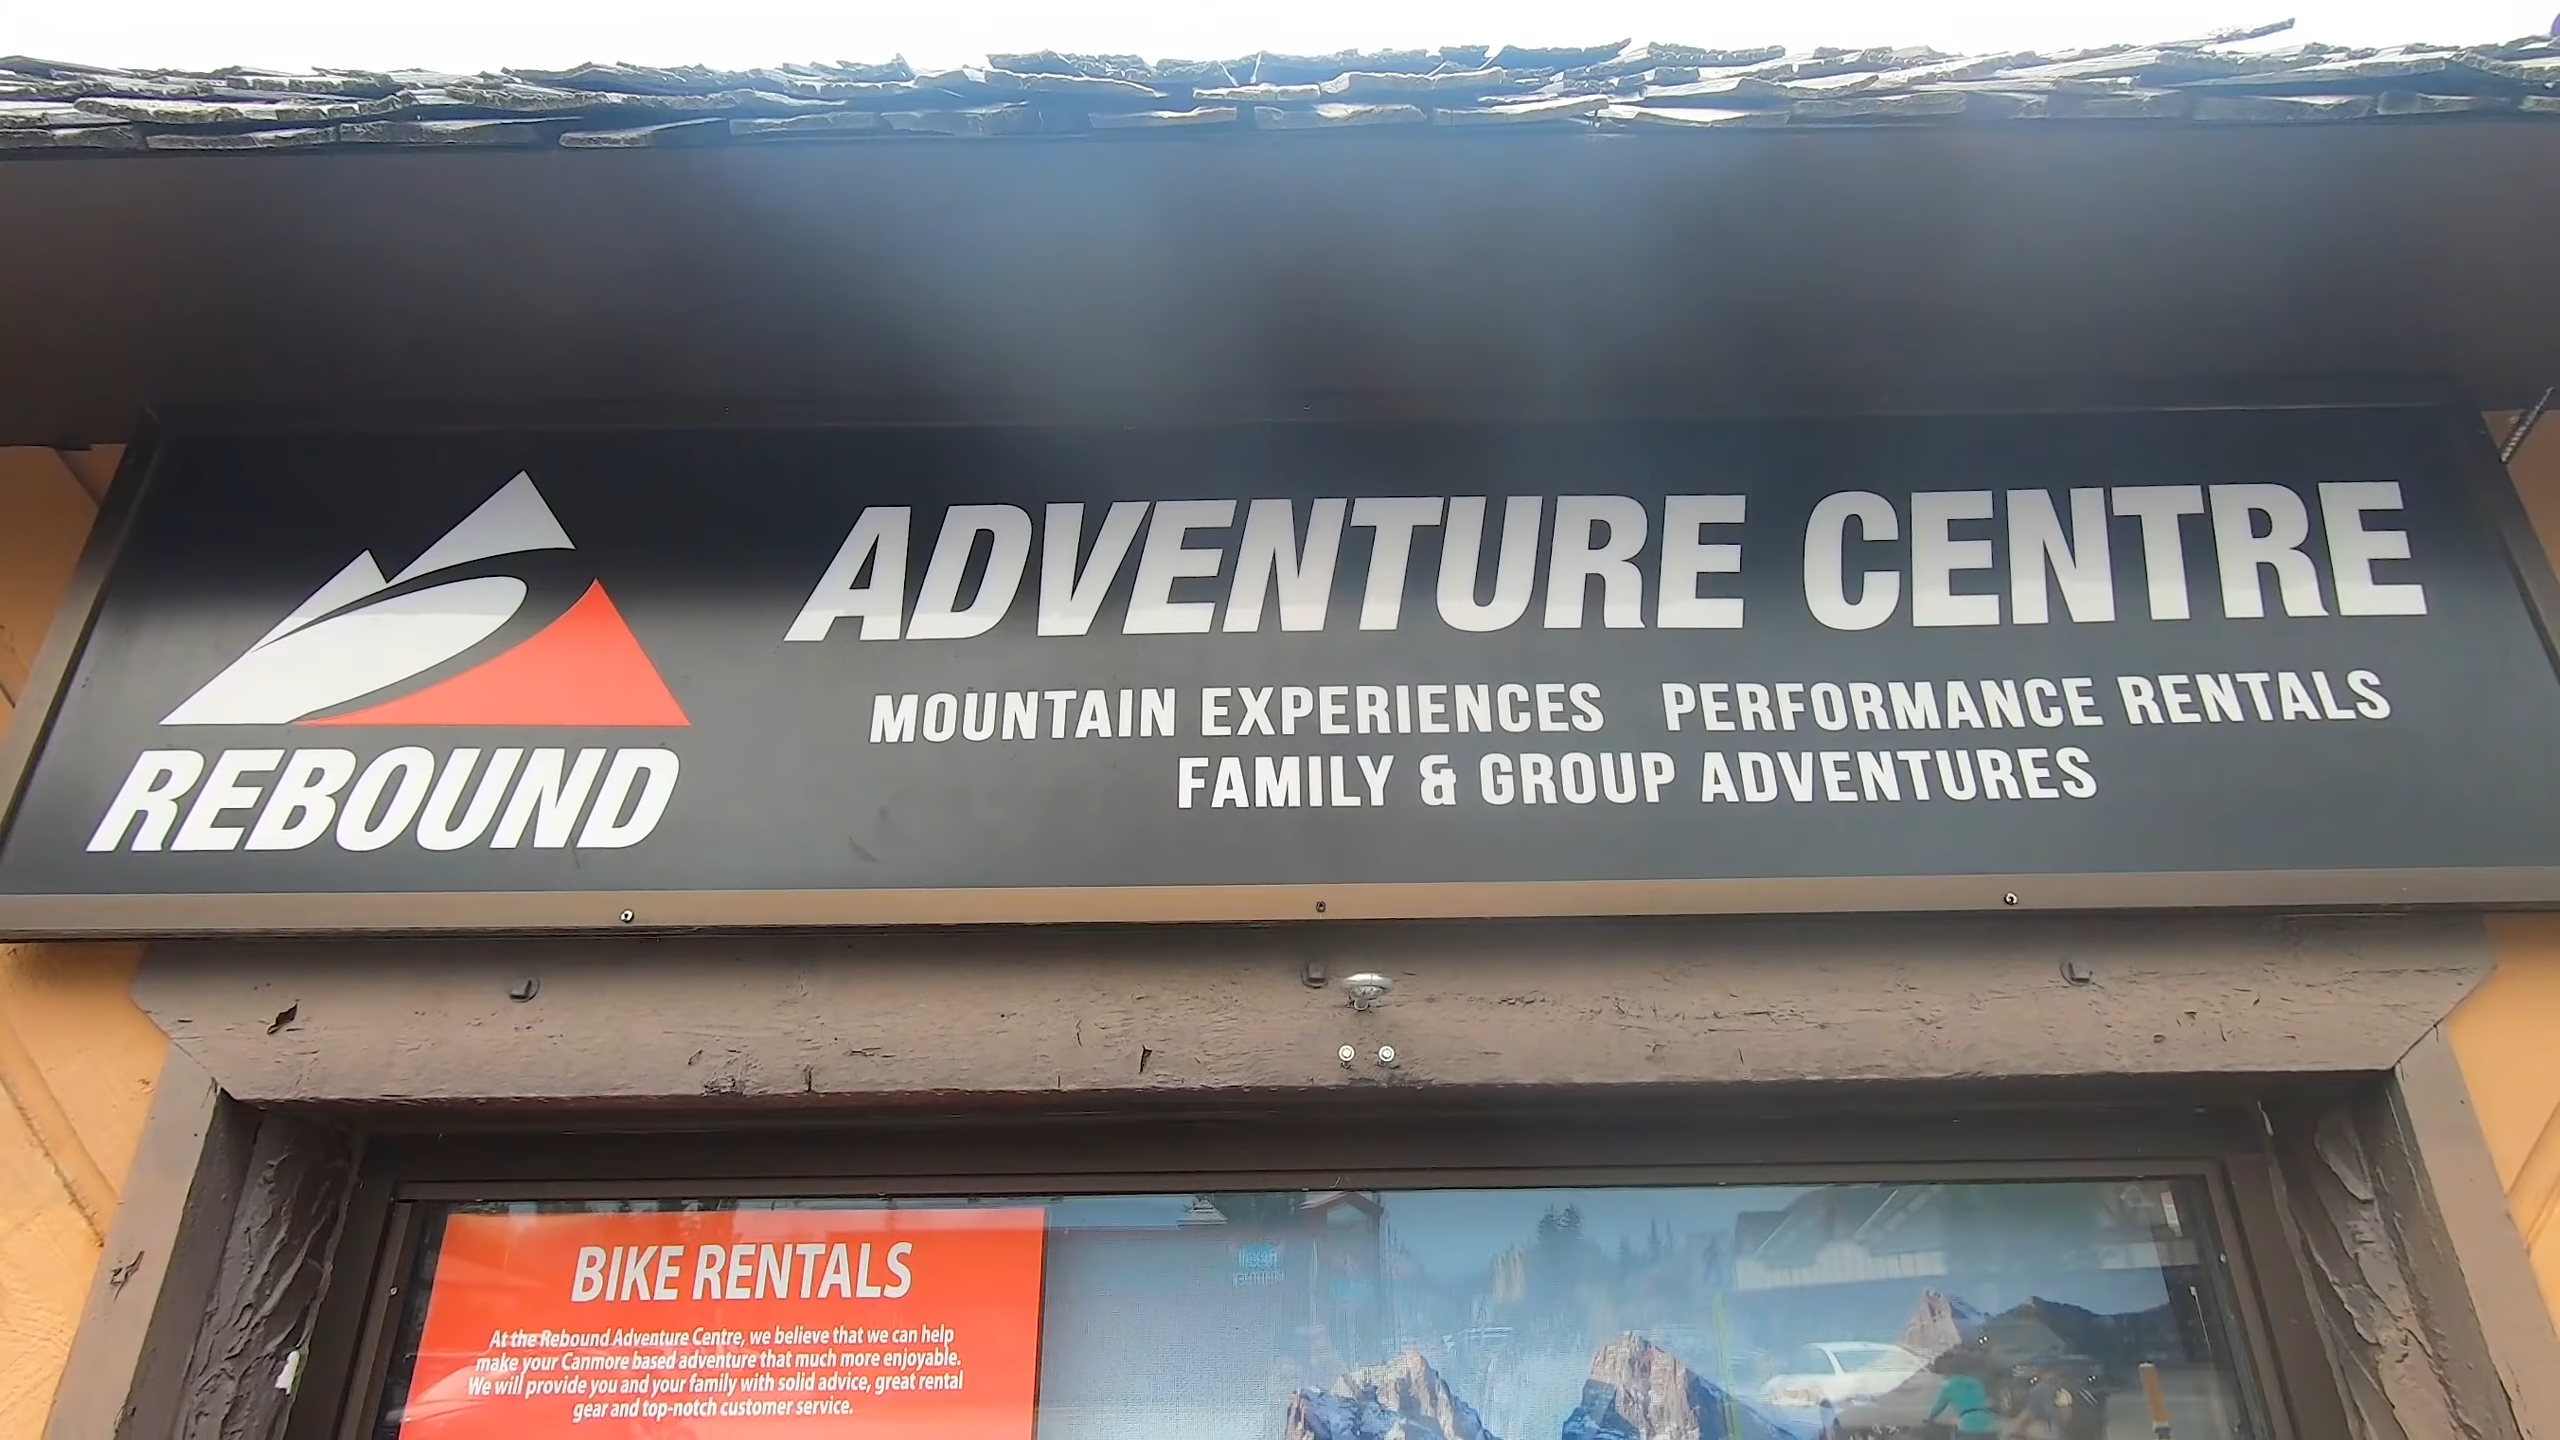 REBOUND
ADVENTURE CENTRE
MOUNTAIN EXPERIENCES PERFORMANCE RENTALS
FAMILY & GROUP ADVENTURES
BIKE RENTALS
At the Rebound Adventure Centre, we believe that we can help
make your Canmore based adventure that much more enjoyable.
We will provide you and your family with solid advice, great rental
gear and top-notch customer service.